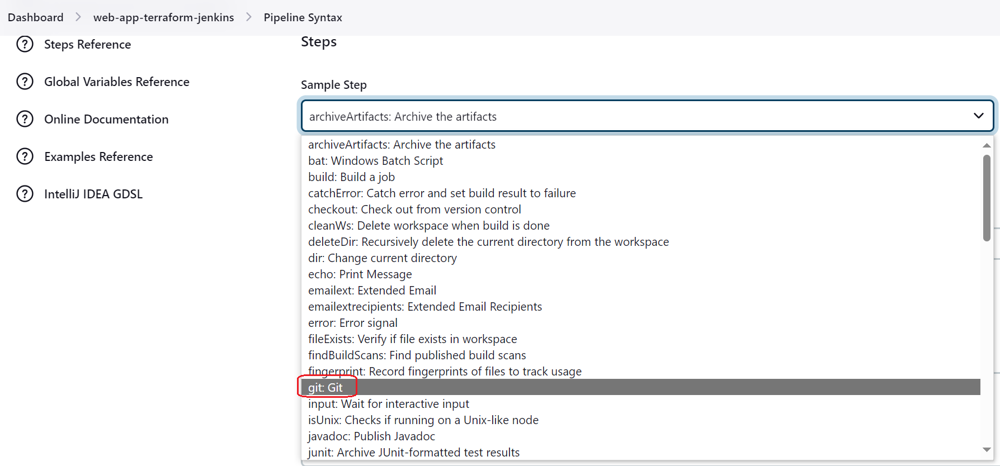 Dashboard > web-app-terraform-jenkins > Pipeline Syntax
Steps Reference
Global Variables Reference
Online Documentation
Examples Reference
IntelliJ IDEA GDSL
Steps
Sample Step
archiveArtifacts: Archive the artifacts
archiveArtifacts: Archive the artifacts
bat: Windows Batch Script
build: Build a job
catchError: Catch error and set build result to failure
checkout: Check out from version control
cleanWs: Delete workspace when build is done
deleteDir: Recursively delete the current directory from the workspace
dir: Change current directory
echo: Print Message
emailext: Extended Email
emailextrecipients: Extended Email Recipients
error: Error signal
fileExists: Verify if file exists in workspace
findBuildScans: Find published build scans
fingerprint: Record fingerprints of files to track usage
git: Git
input: Wait for interactive input
isUnix: Checks if running on a Unix-like node
javadoc: Publish Javadoc
junit: Archive JUnit-formatted test results